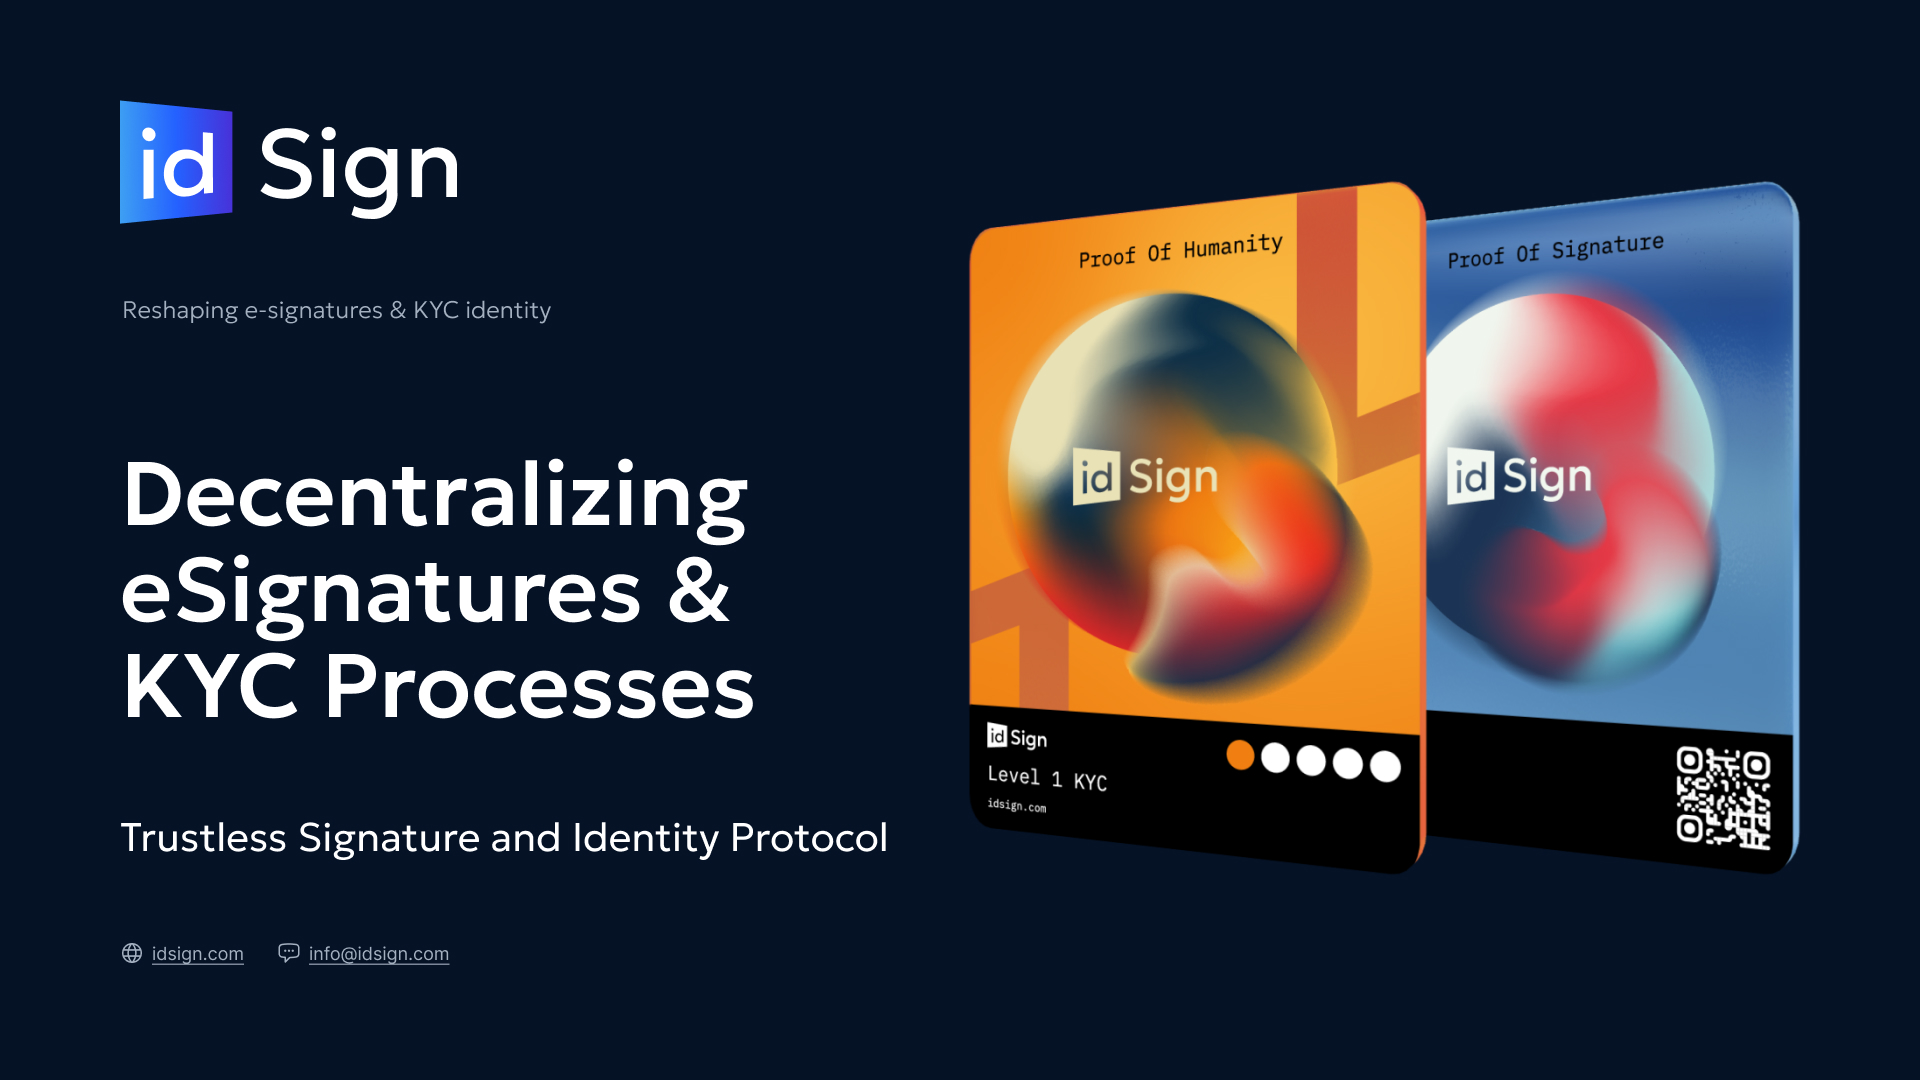 id Sign
Reshaping e-signatures & KYC identity
Decentralizing
eSignatures &
KYC Processes
Trustless Signature and Identity Protocol
idsign.com
info@idsign.com
Proof Of Humanity
id Sign
id Sign
Level 1 KYC
idsign.com
Proof Of Signature
id Sign